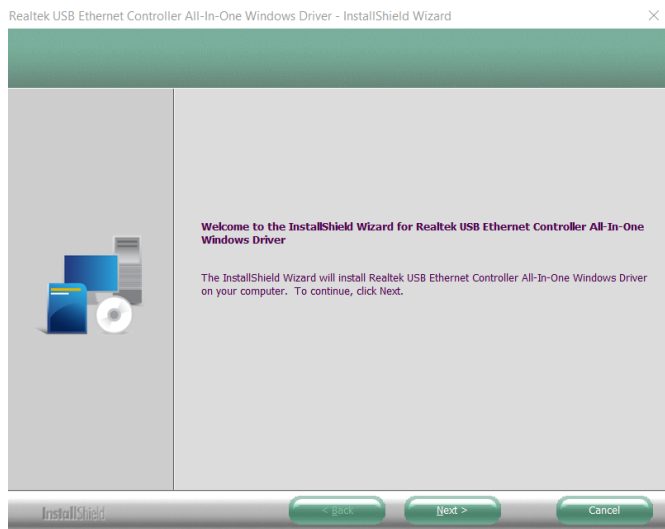 Realtek USB Ethernet Controller All-In-One Windows Driver - InstallShield Wizard
Welcome to the InstallShield Wizard for Realtek USB Ethernet Controller All-In-One
Windows Driver
The InstallShield Wizard will install Realtek USB Ethernet Controller All-In-One Windows Driver
on your computer. To continue, click Next.
InstallShield
< Back
Next >
Cancel